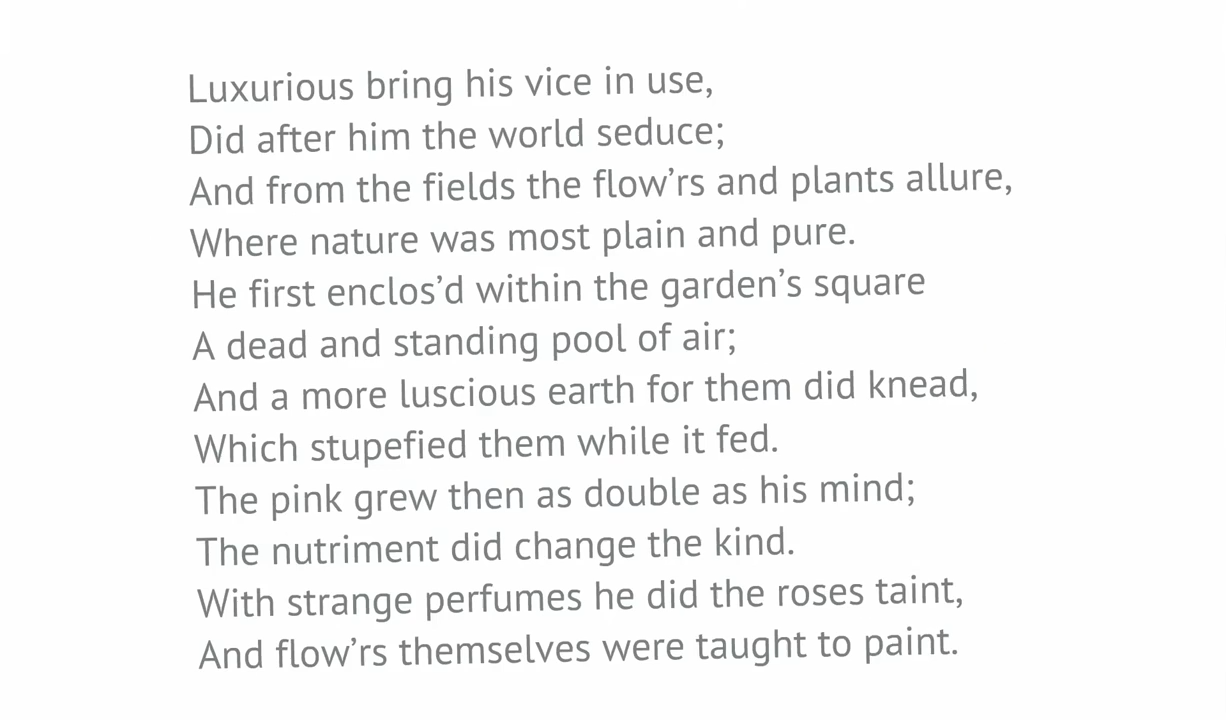 Luxurious bring his vice in use,
Did after him the world seduce;
And from the fields the flow’rs and plants allure,
Where nature was most plain and pure.
He first enclos’d within the garden’s square
A dead and standing pool of air;
And a more luscious earth for them did knead,
Which stupefied them while it fed.
The pink grew then as double as his mind;
The nutriment did change the kind.
With strange perfumes he did the roses taint,
And flow’rs themselves were taught to paint.